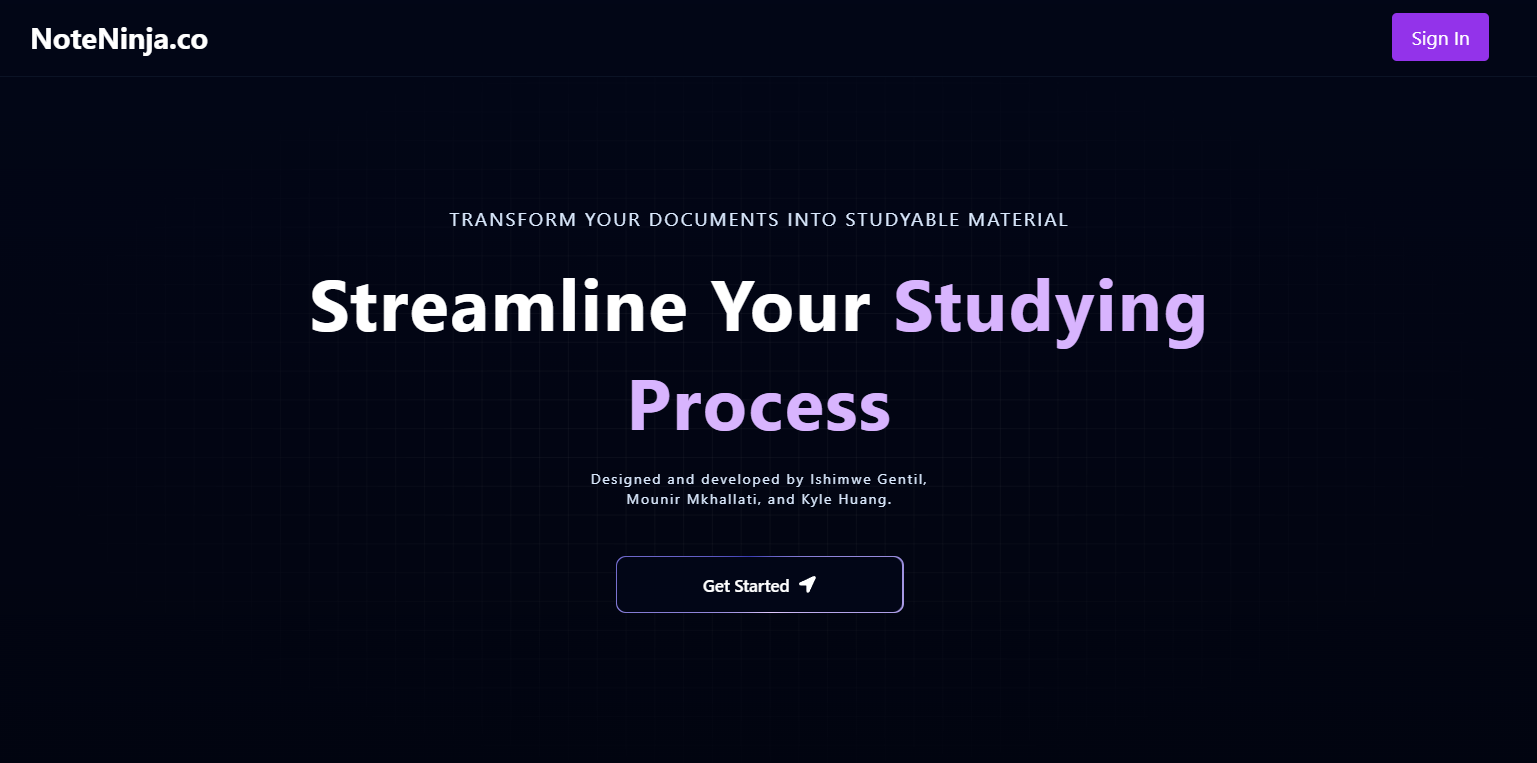 NoteNinja.co
Sign In
TRANSFORM YOUR DOCUMENTS INTO STUDYABLE MATERIAL
Streamline Your Studying
Process
Designed and developed by Ishimwe Gentil,
Mounir Mkhallati, and Kyle Huang.
Get Started